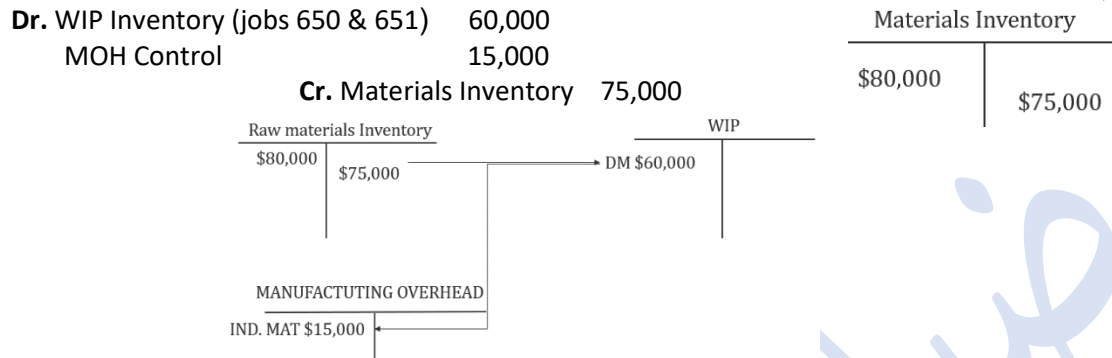 Dr. WIP Inventory (jobs 650 & 651) 60,000
MOH Control 15,000
Cr. Materials Inventory 75,000
Materials Inventory
$80,000
$75,000
Raw materials Inventory
$80,000
$75,000
WIP
DM $60,000
MANUFACTUTING OVERHEAD
IND. MAT $15,000